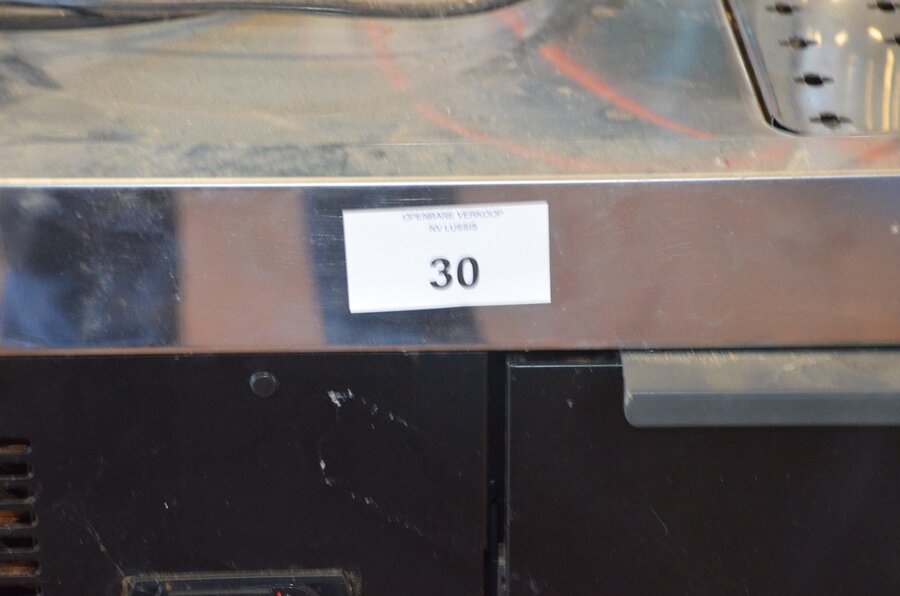 OPENBARE VERKOOP
NV LUSSIS
30